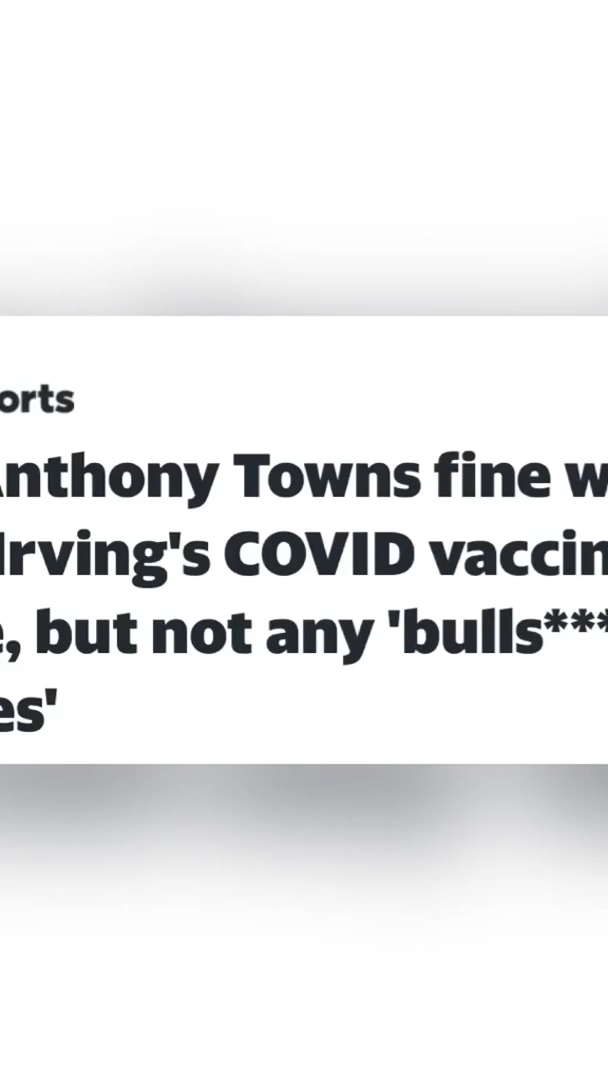 orts
Anthony Towns fine w
Irving's COVID vaccin
e, but not any 'bulls***
es'